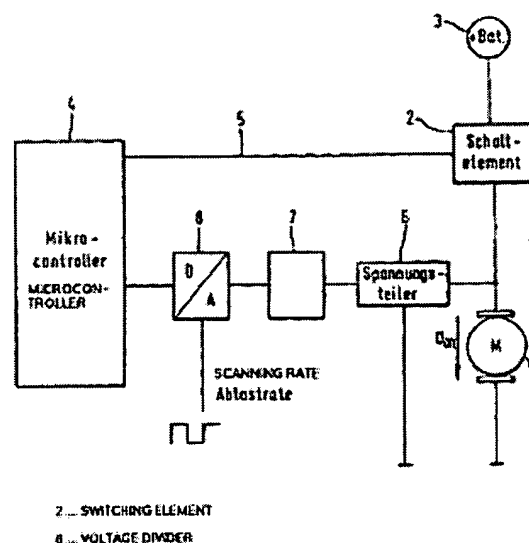 3
+Bat.
4
2
5
Schalt-
element
8
7
6
Mikro-
controller
MICROCON-
TROLLER
D
A
Spannungs-
teiler
M
SCANNING RATE
Abtastrate
2 ... SWITCHING ELEMENT
6 ... VOLTAGE DIVIDER